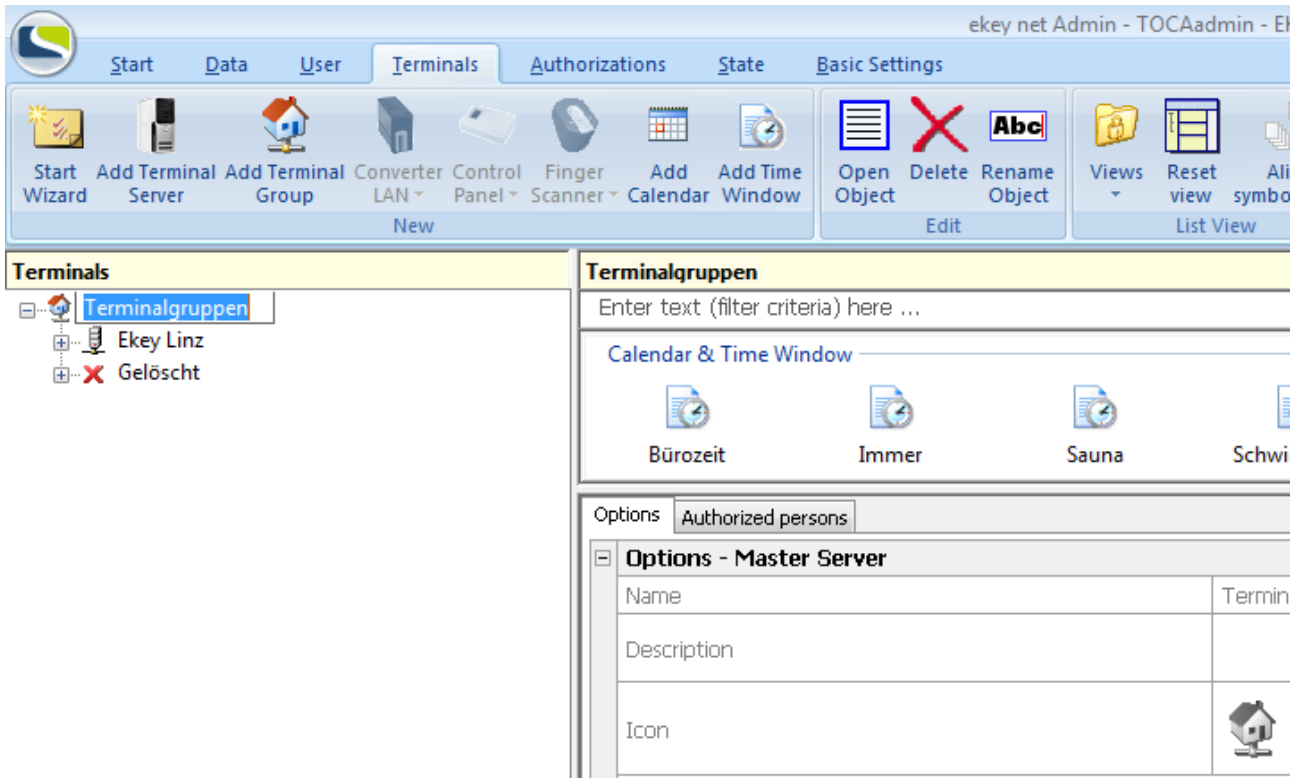 ekey net Admin - TOCAadmin -
Start Data User Terminals Authorizations State Basic Settings
Start Wizard Add Terminal Server Add Terminal Group Converter LAN Control Panel Finger Scanner Add Calendar Add Time Window Open Object Delete Rename Object Views Reset view
Abc
New Edit List View
Terminals
Terminalgruppen
Ekey Linz
Gelöscht
Terminalgruppen
Enter text (filter criteria) here ...
Calendar & Time Window
Bürozeit Immer Sauna
Options Authorized persons
Options - Master Server
Name Termin
Description
Icon